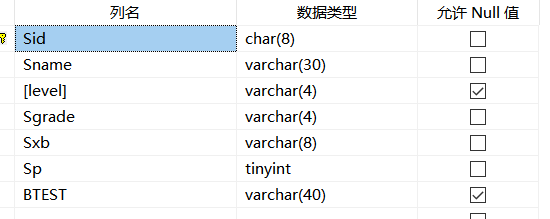 列名 数据类型 允许 Null 值
Sid char(8)
Sname varchar(30)
[level] varchar(4)
Sgrade varchar(4)
Sxb varchar(8)
Sp tinyint
BTEST varchar(40)